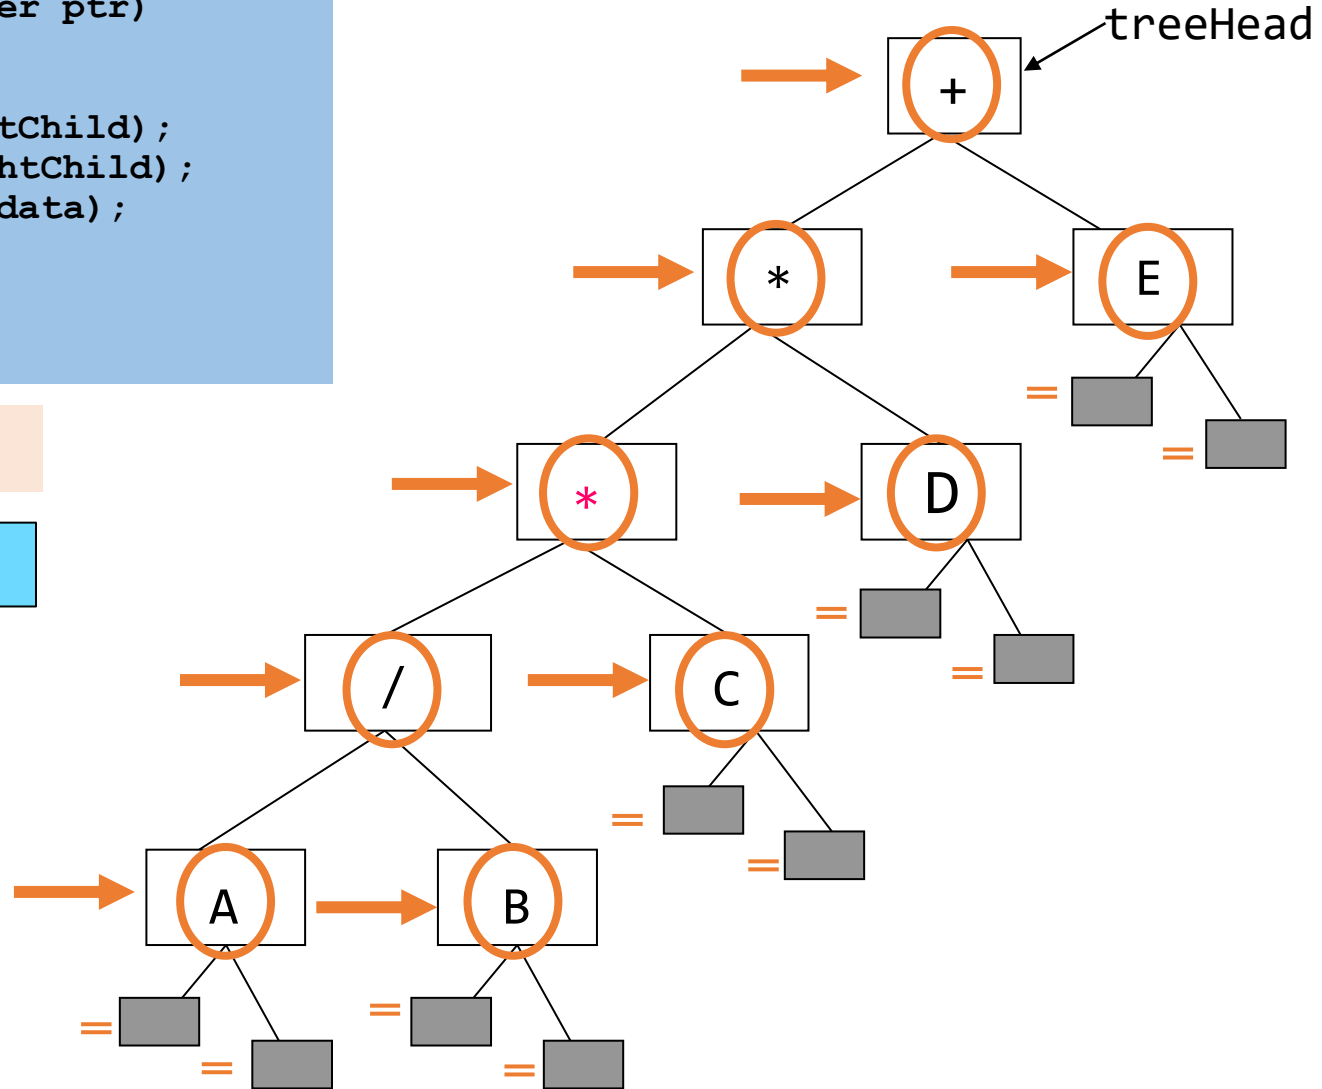 er ptr)
tChild);
htChild);
data);
treeHead
+
*
E
*
D
/
C
=
=
=
=
A
B
=
=
=
=
=
=